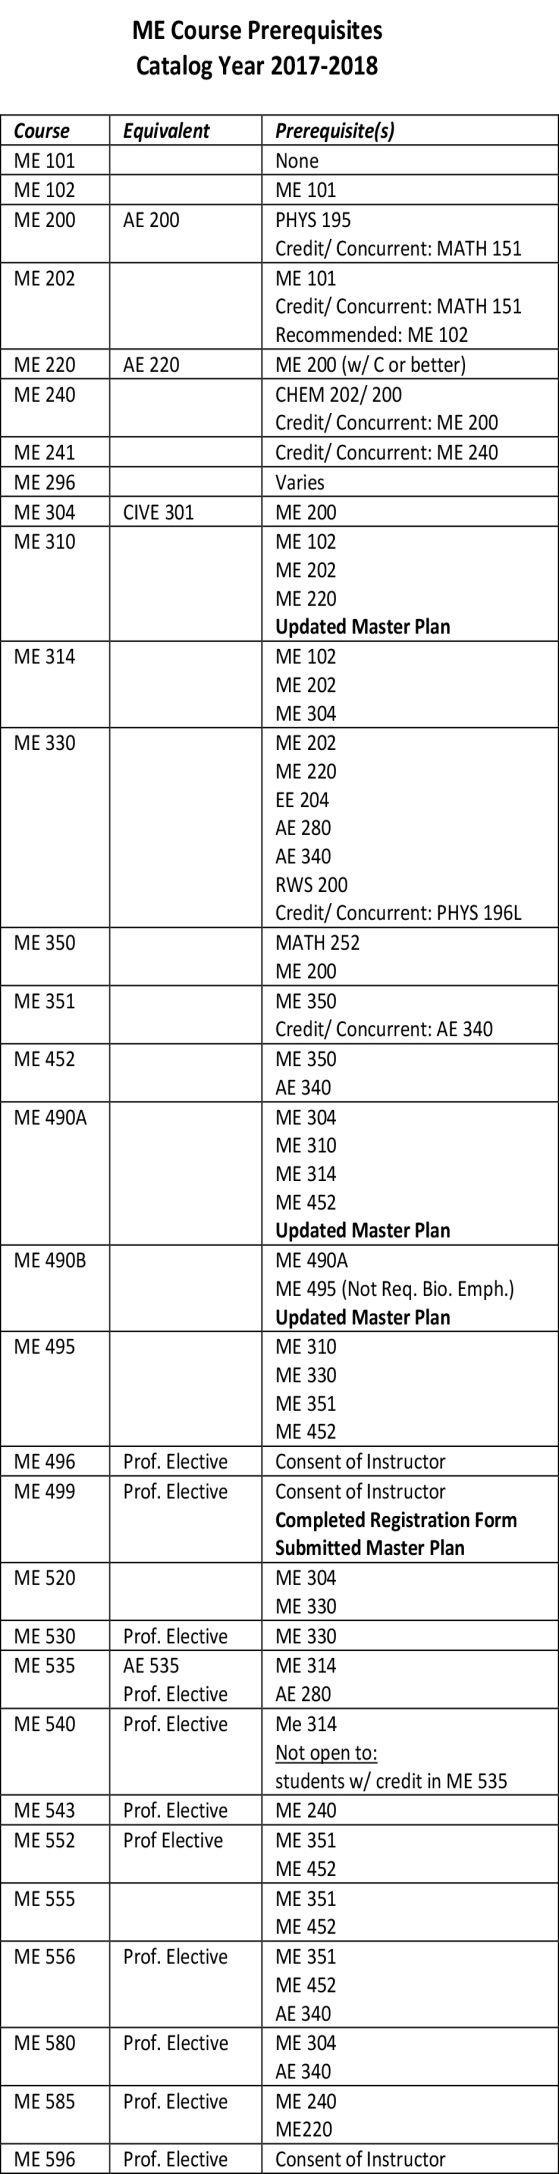 ME Course Prerequisites
Catalog Year 2017-2018
Course Equivalent Prerequisite(s)
ME 101 None
ME 102 ME 101
ME 200 AE 200 PHYS 195
Credit/ Concurrent: MATH 151
ME 202 ME 101
Credit/ Concurrent: MATH 151
Recommended: ME 102
ME 220 AE 220 ME 200 (w/ C or better)
ME 240 CHEM 202/ 200
Credit/ Concurrent: ME 200
ME 241 Credit/ Concurrent: ME 240
ME 296 Varies
ME 304 CIVE 301 ME 200
ME 310 ME 102
ME 202
ME 220
Updated Master Plan
ME 314 ME 102
ME 202
ME 304
ME 330 ME 202
ME 220
EE 204
AE 280
AE 340
RWS 200
Credit/ Concurrent: PHYS 196L
ME 350 MATH 252
ME 200
ME 351 ME 350
Credit/ Concurrent: AE 340
ME 452 ME 350
AE 340
ME 490A ME 304
ME 310
ME 314
ME 452
Updated Master Plan
ME 490B ME 490A
ME 495 (Not Req. Bio. Emph.)
Updated Master Plan
ME 495 ME 310
ME 330
ME 351
ME 452
ME 496 Prof. Elective Consent of Instructor
ME 499 Prof. Elective Consent of Instructor
Completed Registration Form
Submitted Master Plan
ME 520 ME 304
ME 330
ME 530 Prof. Elective ME 330
ME 535 AE 535 ME 314
Prof. Elective AE 280
ME 540 Prof. Elective Me 314
Not open to:
students w/ credit in ME 535
ME 543 Prof. Elective ME 240
ME 552 Prof Elective ME 351
ME 452
ME 555 ME 351
ME 452
ME 556 Prof. Elective ME 351
ME 452
AE 340
ME 580 Prof. Elective ME 304
AE 340
ME 585 Prof. Elective ME 240
ME220
ME 596 Prof. Elective Consent of Instructor